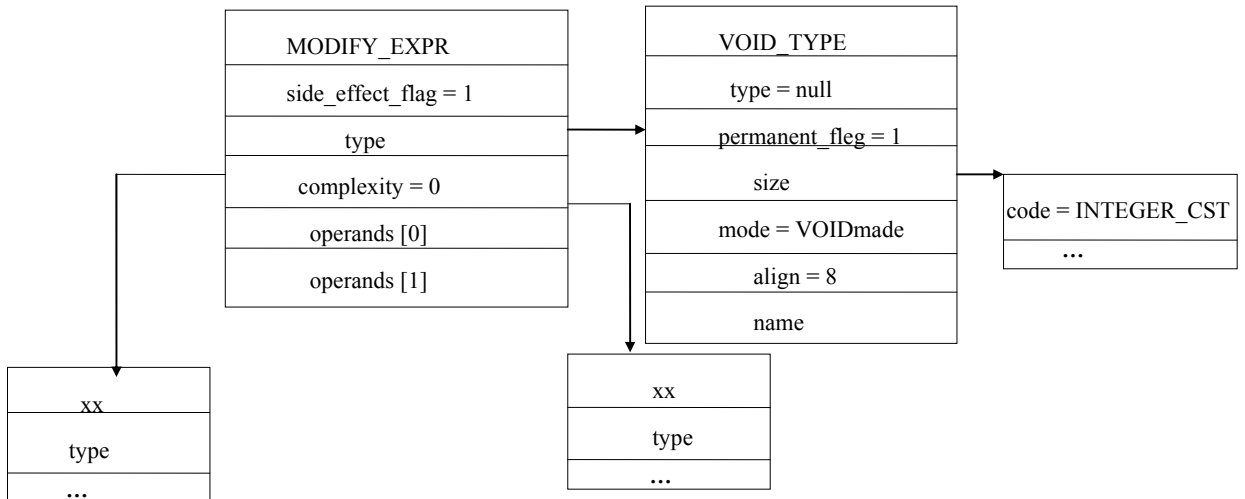 MODIFY_EXPR
side_effect_flag = 1
type
complexity = 0
operands [0]
operands [1]
VOID_TYPE
type = null
permanent_fleg = 1
size
mode = VOIDmade
align = 8
name
code = INTEGER_CST
...
xx
type
...
xx
type
...